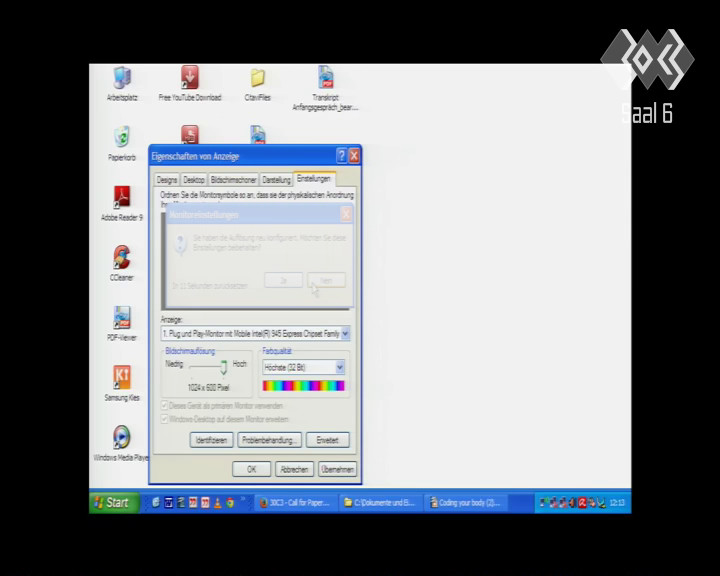 30C3
Saal 6
Arbeitsplatz
Free YouTube Download
CitaviFiles
Transkript
Anfangsgespräch_bear...
Papierkorb
Adobe Reader 9
CCleaner
PDF-Viewer
Samsung Kies
Windows Media Player
Eigenschaften von Anzeige
Designs Desktop Bildschirmschoner Darstellung Einstellungen
Ordnen Sie die Monitorsymbole so an, dass sie der physikalischen Anordnung
Monitoreinstellungen
Sie haben die Auflösung neu konfiguriert. Möchten Sie diese
Einstellungen beibehalten?
Ja Nein
Anzeige:
1. Plug und Play-Monitor mit Mobile Intel(R) 945 Express Chipset Family
Bildschirmauflösung
Niedrig Hoch
1024 x 600 Pixel
Farbqualität
Höchste (32 Bit)
Dieses Gerät als primären Monitor verwenden
Windows-Desktop auf diesem Monitor erweitern
Identifizieren Problembehandlung... Erweitert
OK Abbrechen Übernehmen
Start
30C3 - Call for Paper...
C:\Dokumente und Ei...
Coding your body (2)...
12:13